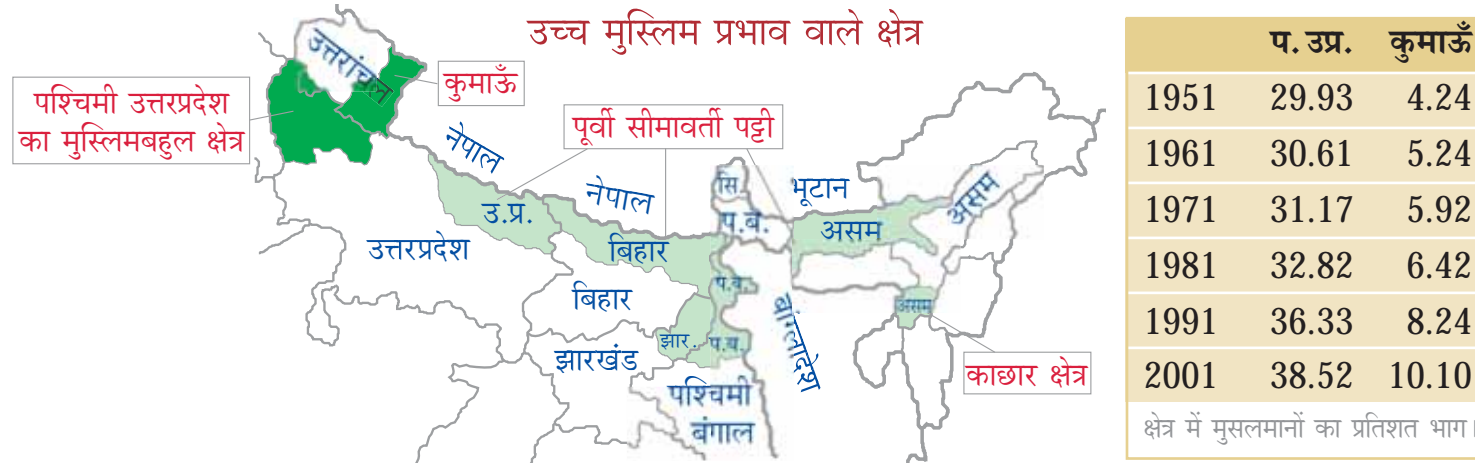 उच्च मुस्लिम प्रभाव वाले क्षेत्र
उत्तरांचल
कुमाऊँ
पश्चिमी उत्तरप्रदेश
का मुस्लिमबहुल क्षेत्र
पूर्वी सीमावर्ती पट्टी
नेपाल
नेपाल
सि.
भूटान
असम
उ.प्र.
प.बं.
असम
उत्तरप्रदेश
बिहार
बिहार
प.बं.
बांग्लादेश
असम
झार.
प.बं.
झारखंड
काछार क्षेत्र
पश्चिमी
बंगाल
प. उप्र. कुमाऊँ
1951 29.93 4.24
1961 30.61 5.24
1971 31.17 5.92
1981 32.82 6.42
1991 36.33 8.24
2001 38.52 10.10
क्षेत्र में मुसलमानों का प्रतिशत भाग।